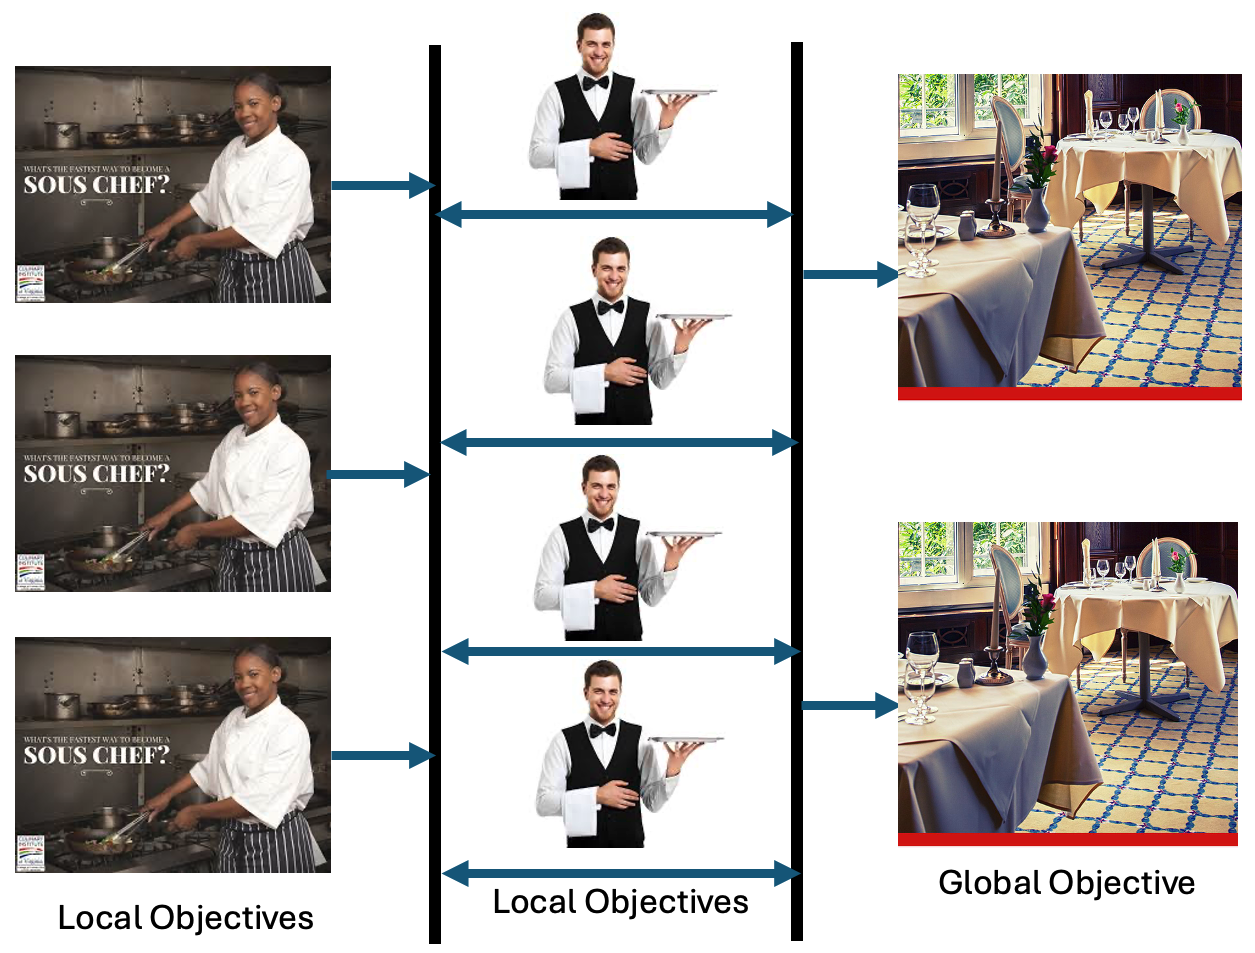 WHAT'S THE FASTEST WAY TO BECOME A
SOUS CHEF?
CULINARY
INSTITUTE
of Virginia
WHAT'S THE FASTEST WAY TO BECOME A
SOUS CHEF?
CULINARY
INSTITUTE
of Virginia
WHAT'S THE FASTEST WAY TO BECOME A
SOUS CHEF?
CULINARY
INSTITUTE
of Virginia
Local Objectives
Local Objectives
Global Objective